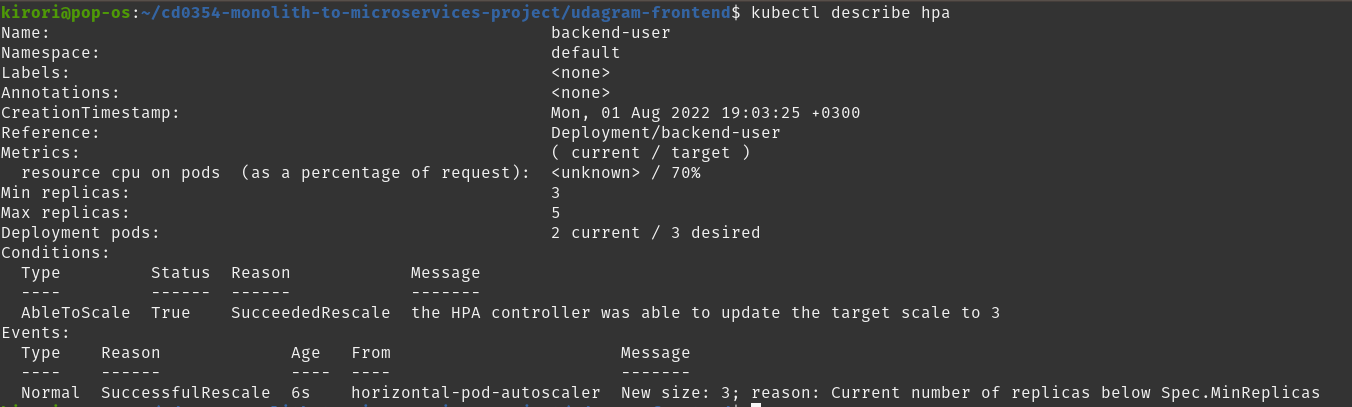 kirori@pop-os:~/cd0354-monolith-to-microservices-project/udagram-frontend$ kubectl describe hpa
Name: backend-user
Namespace: default
Labels: <none>
Annotations: <none>
CreationTimestamp: Mon, 01 Aug 2022 19:03:25 +0300
Reference: Deployment/backend-user
Metrics: ( current / target )
  resource cpu on pods  (as a percentage of request): <unknown> / 70%
Min replicas: 3
Max replicas: 5
Deployment pods: 2 current / 3 desired
Conditions:
  Type            Status  Reason            Message
  ----            ------  ------            -------
  AbleToScale  True    SucceededRescale  the HPA controller was able to update the target scale to 3
Events:
  Type    Reason             Age   From                       Message
  ----    ------             ----  ----                       -------
  Normal  SuccessfulRescale  6s    horizontal-pod-autoscaler  New size: 3; reason: Current number of replicas below Spec.MinReplicas